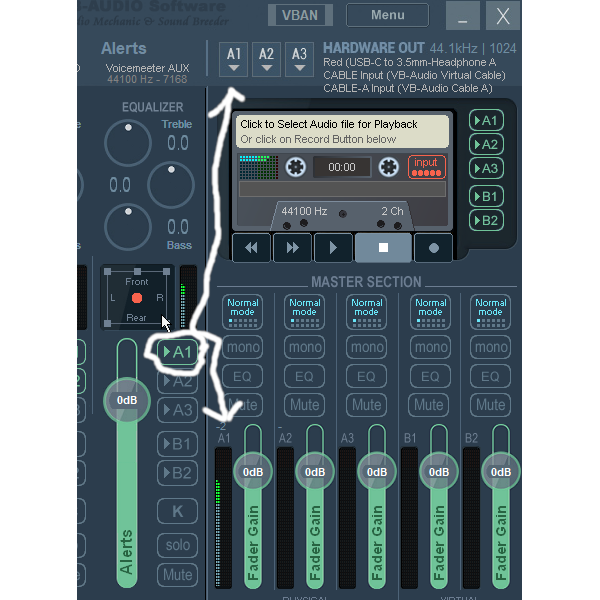 B-AUDIO Software
dio Mechanic & Sound Breeder
VBAN
Menu
X
Alerts
Voicemeeter AUX
44100 Hz - 7168
A1
A2
A3
HARDWARE OUT 44.1kHz | 1024
Red (USB-C to 3.5mm-Headphone A
CABLE Input (VB-Audio Virtual Cable)
CABLE-A Input (VB-Audio Cable A)
EQUALIZER
Treble
0.0
0.0
0.0
Bass
Click to Select Audio file for Playback
Or click on Record Button below
00:00
input
44100 Hz
2 Ch
A1
A2
A3
B1
B2
Front
L
R
Rear
A1
A2
A3
B1
B2
K
solo
Mute
0dB
Alerts
MASTER SECTION
Normal mode
Normal mode
Normal mode
Normal mode
Normal mode
mono
mono
mono
mono
mono
EQ
EQ
EQ
EQ
EQ
Mute
Mute
Mute
Mute
Mute
-2
-
A1
A2
A3
B1
B2
0dB
0dB
0dB
0dB
0dB
Fader Gain
Fader Gain
Fader Gain
Fader Gain
Fader Gain
PHYSICAL
VIRTUAL